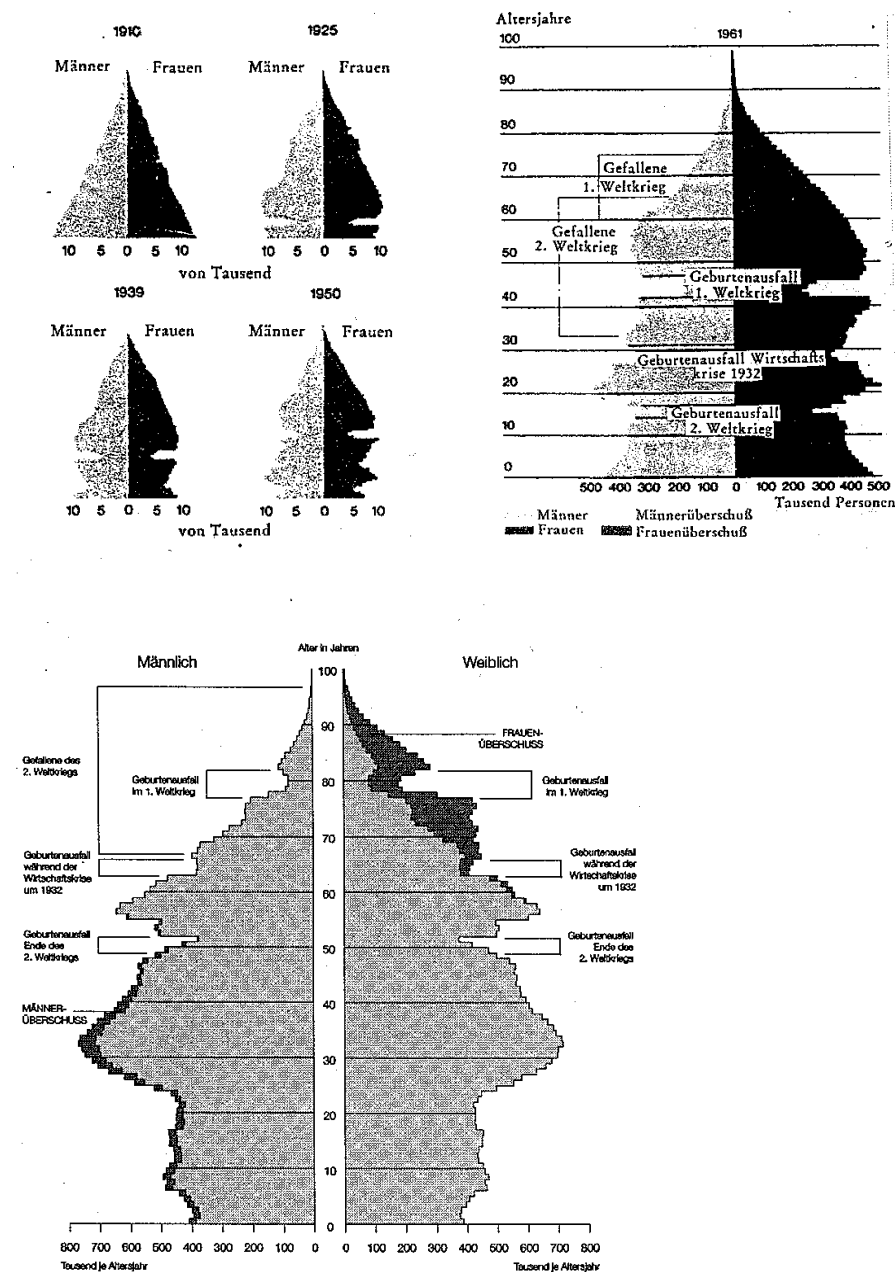 1910
Männer Frauen
10 5 0 5 10
1925
Männer Frauen
10 5 0 5 10
von Tausend
1939
Männer Frauen
10 5 0 5 10
1950
Männer Frauen
10 5 0 5 10
von Tausend
Altersjahre
1961
100
90
80
70
60
50
40
30
20
10
0
Gefallene
1. Weltkrieg
Gefallene
2. Weltkrieg
Geburtenausfall
1. Weltkrieg
Geburtenausfall Wirtschafts
krise 1932
Geburtenausfall
2. Weltkrieg
500 400 300 200 100 0 100 200 300 400 500
Tausend Personen
Männer
Männerüberschuß
Frauen
Frauenüberschuß
Männlich
Alter in Jahren
Weiblich
100
90
80
70
60
50
40
30
20
10
0
Gefallene des
2. Weltkriegs
Geburtenausfall
im 1. Weltkrieg
Geburtenausfall
während der
Wirtschaftskrise
um 1932
Geburtenausfall
Ende des
2. Weltkriegs
MÄNNER-
ÜBERSCHUSS
FRAUEN-
ÜBERSCHUSS
Geburtenausfall
im 1. Weltkrieg
Geburtenausfall
während der
Wirtschaftskrise
um 1932
Geburtenausfall
Ende des
2. Weltkriegs
800 700 600 500 400 300 200 100 0
0 100 200 300 400 500 600 700 800
Tausend je Altersjahr
Tausend je Altersjahr